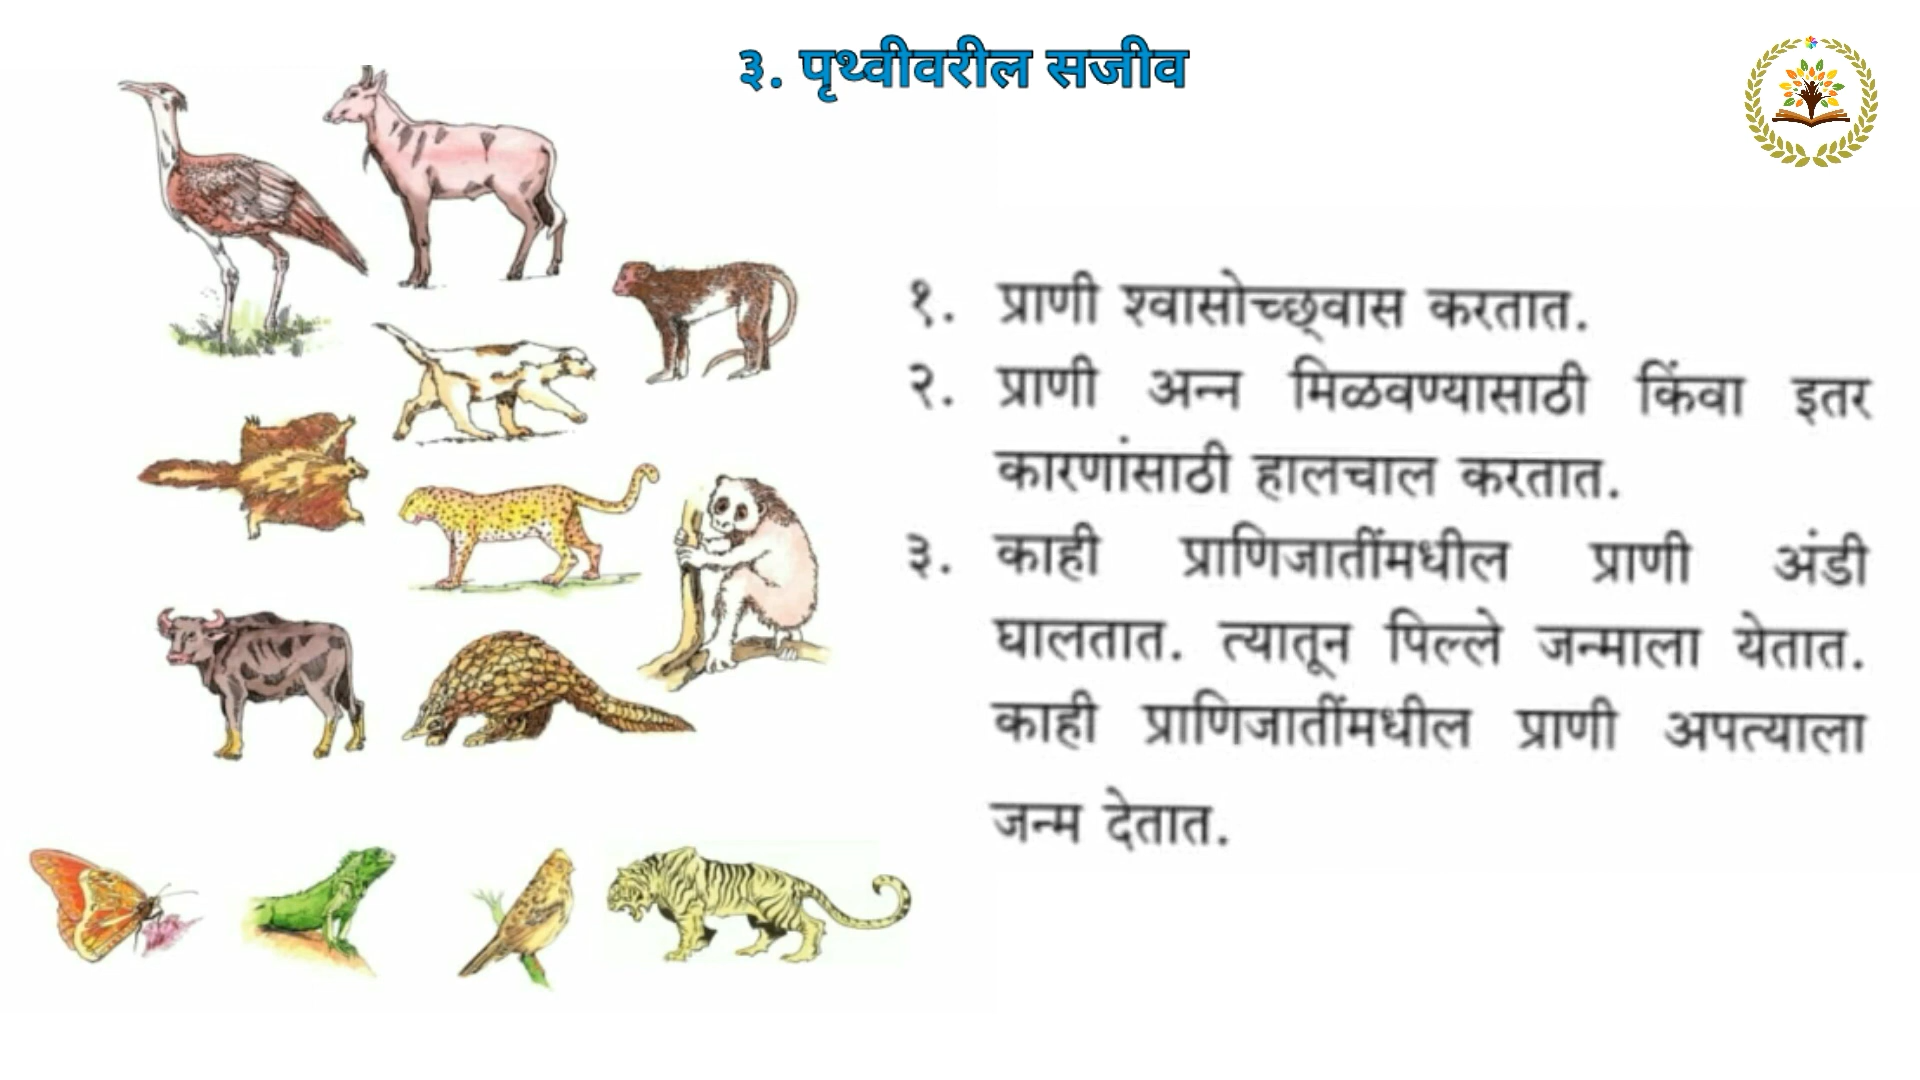 ३. पृथ्वीवरील सजीव
१. प्राणी श्वासोच्छ्‌वास करतात.
२. प्राणी अन्न मिळवण्यासाठी किंवा इतर
कारणांसाठी हालचाल करतात.
३. काही प्राणिजातींमधील प्राणी अंडी
घालतात. त्यातून पिल्ले जन्माला येतात.
काही प्राणिजातींमधील प्राणी अपत्याला
जन्म देतात.